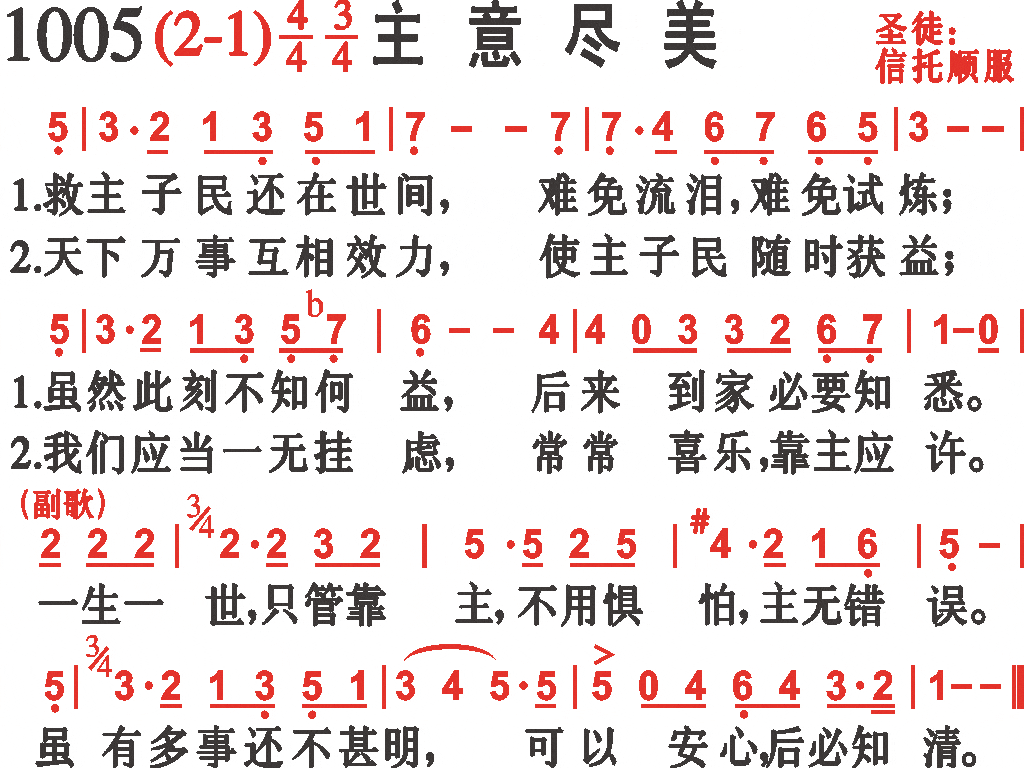 1005 (2-1) 4/4 3/4 主意尽美 圣徒：
信托顺服
5 | 3 · 2 1 3 5 1 | 7 – – 7 | 7 · 4 6 7 6 5 | 3 – – |
1.救主子民还在世间，难免流泪，难免试炼；
2.天下万事互相效力，使主子民随时获益；
5 | 3 · 2 1 3 5 b7 | 6 – – 4 | 4 0 3 3 2 6 7 | 1 – 0 |
1.虽然此刻不知何益，后来到家必要知悉。
2.我们应当一无挂虑，常常喜乐，靠主应许。
（副歌）
2 2 2 | 3/4 2 · 2 3 2 | 5 · 5 2 5 | #4 · 2 1 6 | 5 – |
一生一世，只管靠主，不用惧怕，主无错误。
5 | 3/4 3 · 2 1 3 5 1 | 3 4 5 · 5 | > 5 0 4 6 4 3 · 2 | 1 – – ‖
虽有多事还不甚明，可以安心，后必知清。